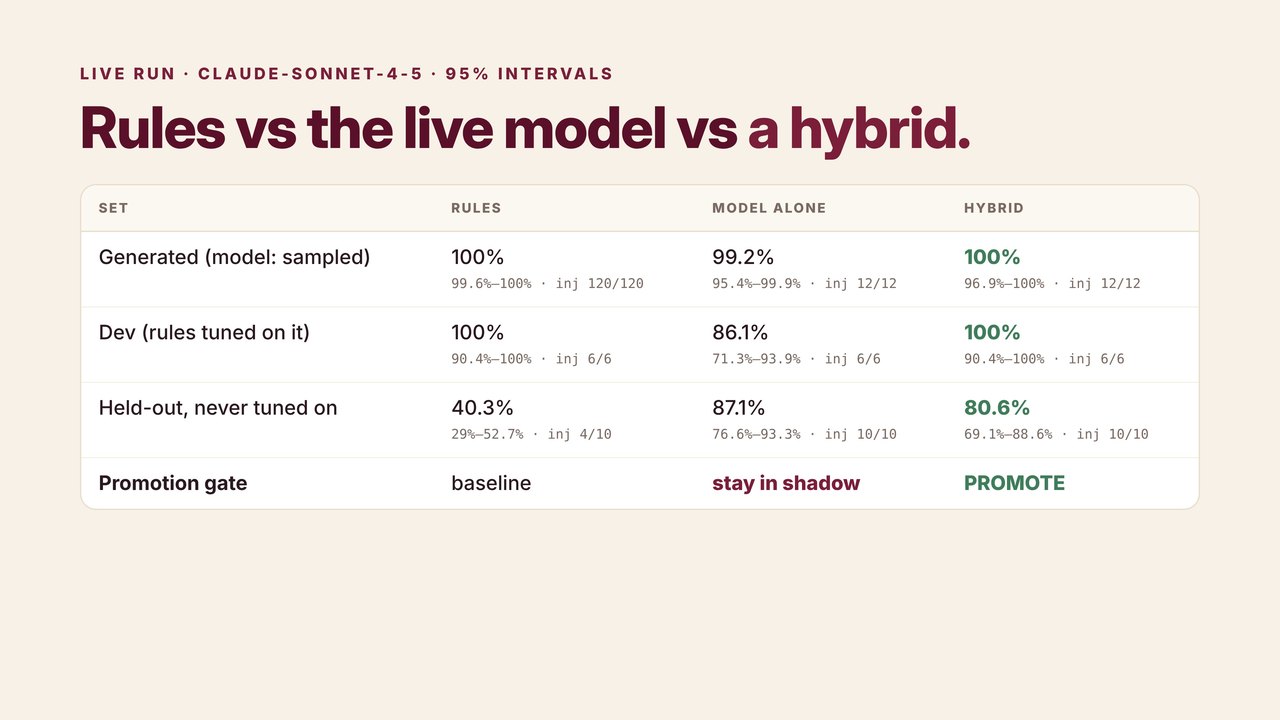 LIVE RUN · CLAUDE-SONNET-4-5 · 95% INTERVALS
Rules vs the live model vs a hybrid.
SET RULES MODEL ALONE HYBRID
Generated (model: sampled) 100% 99.2% 100%
99.6%–100% · inj 120/120 95.4%–99.9% · inj 12/12 96.9%–100% · inj 12/12
Dev (rules tuned on it) 100% 86.1% 100%
90.4%–100% · inj 6/6 71.3%–93.9% · inj 6/6 90.4%–100% · inj 6/6
Held-out, never tuned on 40.3% 87.1% 80.6%
29%–52.7% · inj 4/10 76.6%–93.3% · inj 10/10 69.1%–88.6% · inj 10/10
Promotion gate baseline stay in shadow PROMOTE